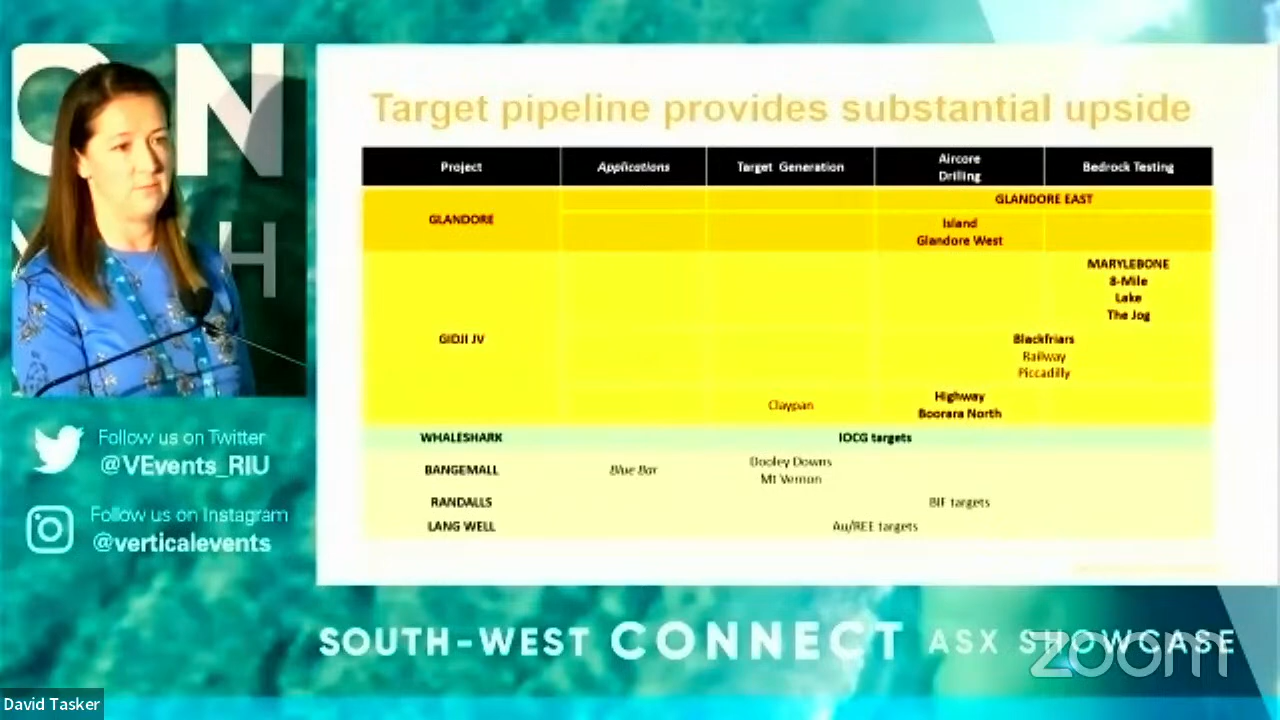 ON
H
Follow us on Twitter
@VEvents_RIU
Follow us on Instagram
@verticalevents
Target pipeline provides substantial upside
Project Applications Target Generation Aircore Drilling Bedrock Testing
GLANDORE
GLANDORE EAST
Island
Glandore West
GIDJI JV
MARYLEBONE
8-Mile
Lake
The Jog
Blackfriars
Railway
Piccadilly
Claypan
Highway
Boorara North
WHALESHARK IOCG targets
BANGEMALL Blue Bar Dooley Downs
Mt Vernon
RANDALLS BIF targets
LANG WELL Au/REE targets
SOUTH-WEST CONNECT ASX SHOWCASE
zoom
David Tasker